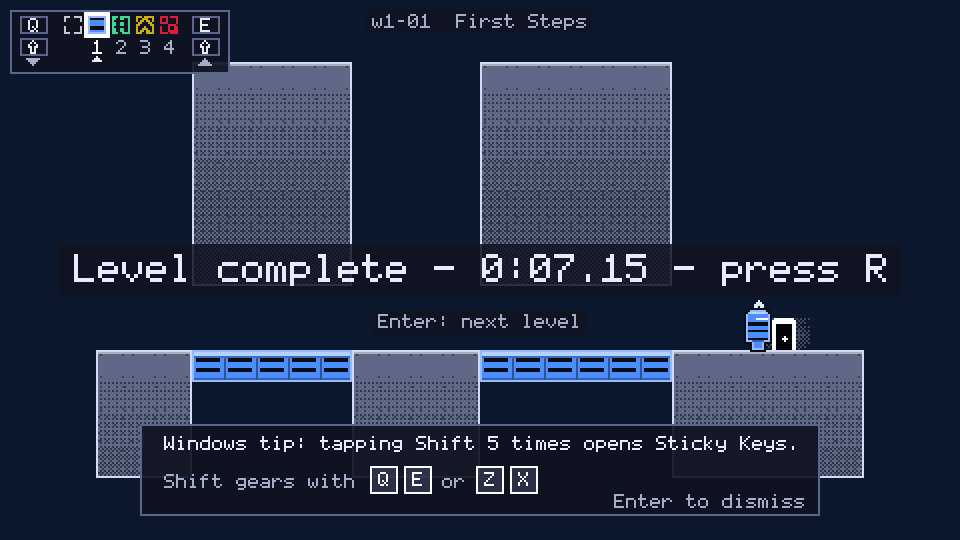 Q E
1 2 3 4
w1-01 First Steps
Level complete - 0:07.15 - press R
Enter: next level
Windows tip: tapping Shift 5 times opens Sticky Keys.
Shift gears with Q E or Z X
Enter to dismiss